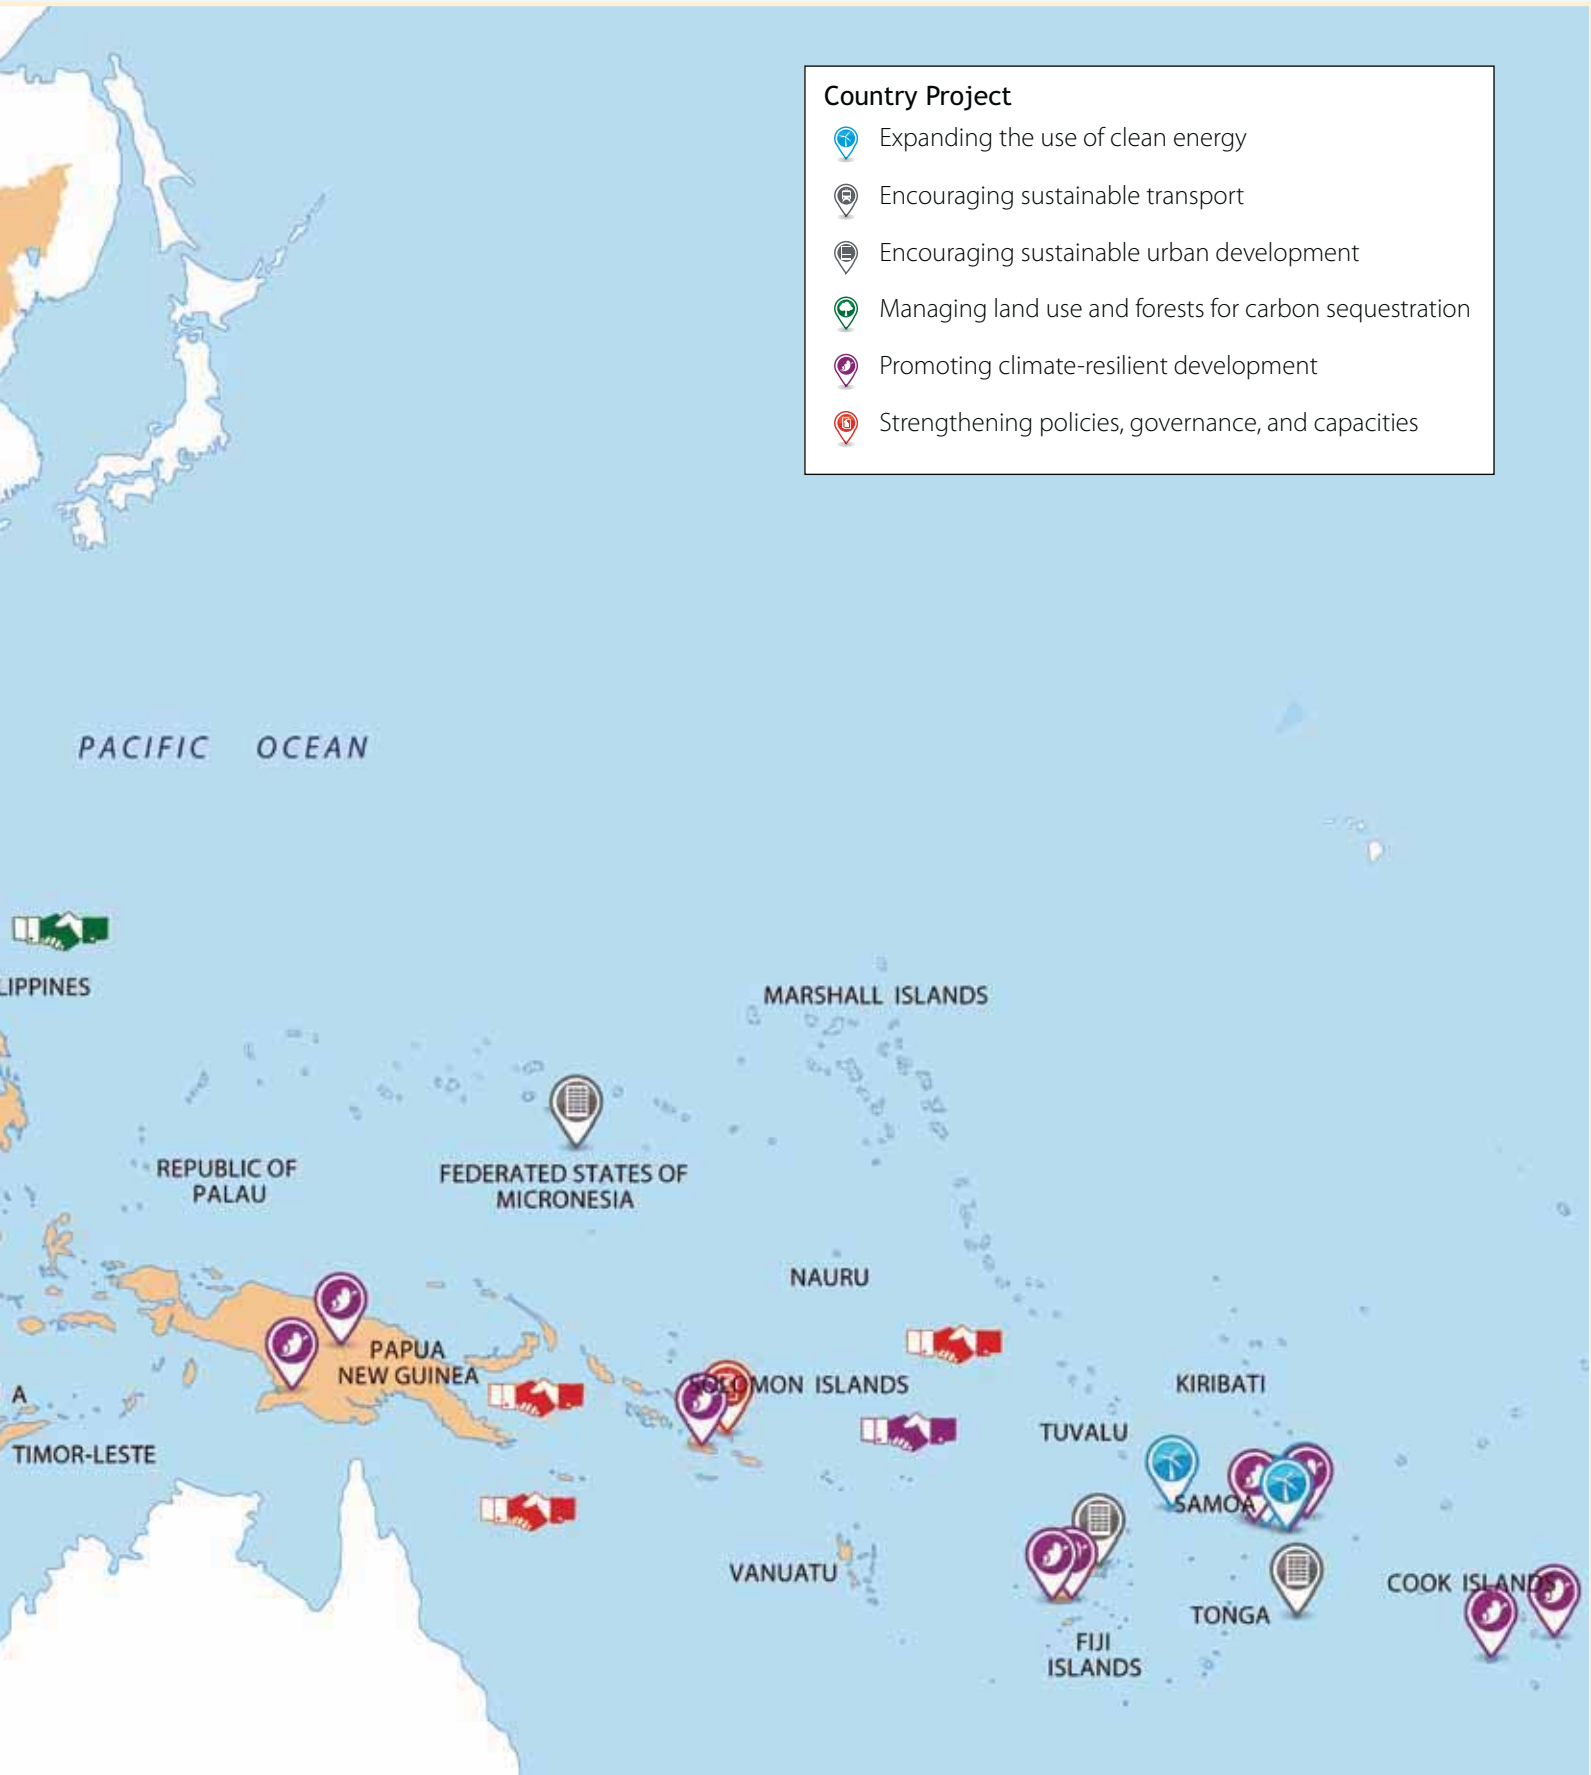 Country Project
Expanding the use of clean energy
Encouraging sustainable transport
Encouraging sustainable urban development
Managing land use and forests for carbon sequestration
Promoting climate-resilient development
Strengthening policies, governance, and capacities
PACIFIC OCEAN
LIPPINES
MARSHALL ISLANDS
REPUBLIC OF
PALAU
FEDERATED STATES OF
MICRONESIA
NAURU
PAPUA
NEW GUINEA
SOLOMON ISLANDS
KIRIBATI
A
TUVALU
TIMOR-LESTE
SAMOA
VANUATU
COOK ISLANDS
TONGA
FIJI
ISLANDS